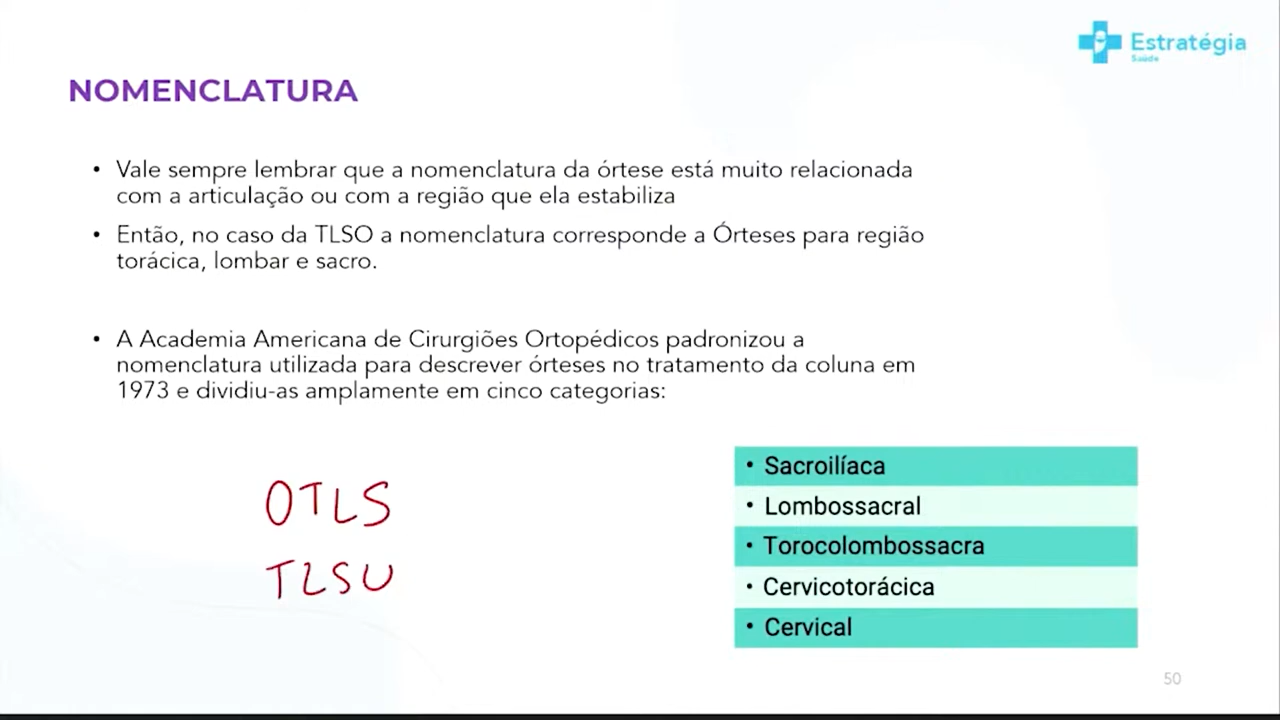 Estratégia
Saúde
NOMENCLATURA
• Vale sempre lembrar que a nomenclatura da órtese está muito relacionada
com a articulação ou com a região que ela estabiliza
• Então, no caso da TLSO a nomenclatura corresponde a Órteses para região
torácica, lombar e sacro.
• A Academia Americana de Cirurgiões Ortopédicos padronizou a
nomenclatura utilizada para descrever órteses no tratamento da coluna em
1973 e dividiu-as amplamente em cinco categorias:
OTLS
TLSU
• Sacroilíaca
• Lombossacral
• Torocolombossacra
• Cervicotorácica
• Cervical
50